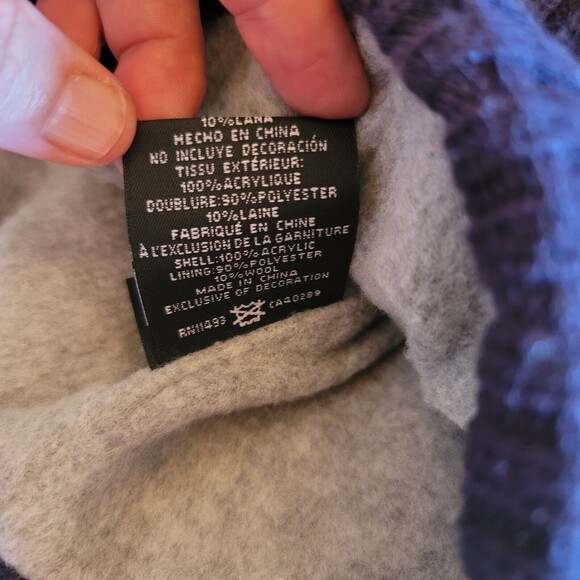 10%LANA
HECHO EN CHINA
NO INCLUYE DECORACIÓN
TISSU EXTÉRIEUR:
100%ACRYLIQUE
DOUBLURE:90%POLYESTER
10%LAINE
FABRIQUÉ EN CHINE
À L'EXCLUSION DE LA GARNITURE
SHELL:100%ACRYLIC
LINING:90%POLYESTER
10%WOOL
MADE IN CHINA
EXCLUSIVE OF DECORATION
RN11493 CA40289